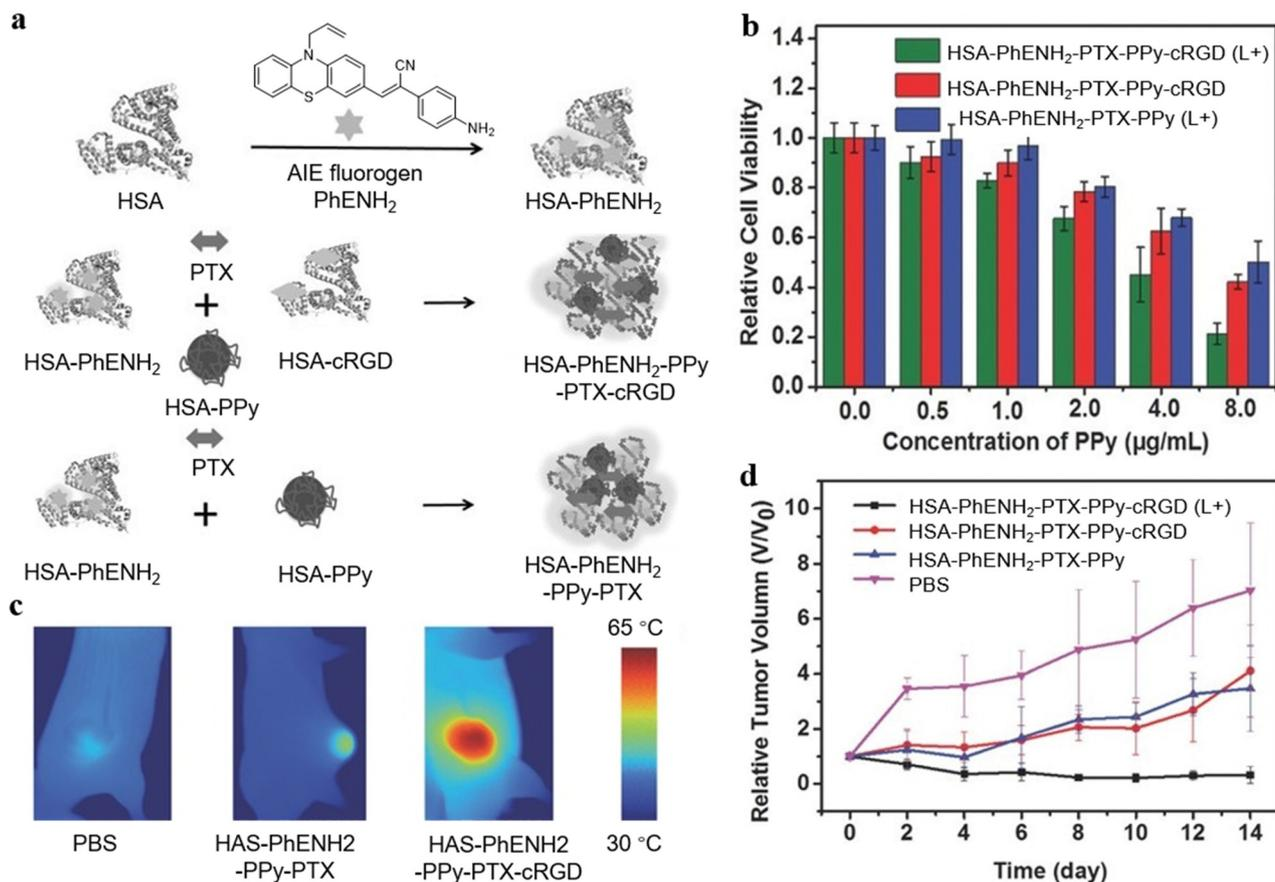 a
N
S
CN
NH₂
AIE fluorogen
PhENH₂
HSA
HSA-PhENH₂
PTX
+
HSA-PhENH₂
HSA-cRGD
HSA-PPy
HSA-PhENH₂-PPy
-PTX-cRGD
PTX
+
HSA-PhENH₂
HSA-PPy
HSA-PhENH₂
-PPy-PTX
b
HSA-PhENH₂-PTX-PPy-cRGD (L+)
HSA-PhENH₂-PTX-PPy-cRGD
HSA-PhENH₂-PTX-PPy (L+)
Relative Cell Viability
1.4
1.2
1.0
0.8
0.6
0.4
0.2
0.0
0.0 0.5 1.0 2.0 4.0 8.0
Concentration of PPy (µg/mL)
c
65 °C
30 °C
PBS
HAS-PhENH2
-PPy-PTX
HAS-PhENH2
-PPy-PTX-cRGD
d
HSA-PhENH₂-PTX-PPy-cRGD (L+)
HSA-PhENH₂-PTX-PPy-cRGD
HSA-PhENH₂-PTX-PPy
PBS
Relative Tumor Volumn (V/V₀)
10
8
6
4
2
0
0 2 4 6 8 10 12 14
Time (day)